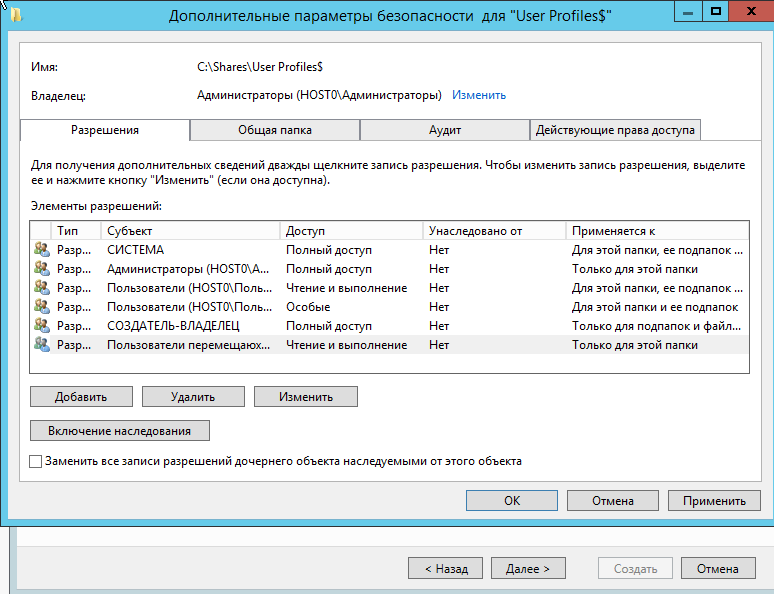 Дополнительные параметры безопасности для "User Profiles$"
Имя: C:\Shares\User Profiles$
Владелец: Администраторы (HOST0\Администраторы) Изменить
Разрешения Общая папка Аудит Действующие права доступа
Для получения дополнительных сведений дважды щелкните запись разрешения. Чтобы изменить запись разрешения, выделите
ее и нажмите кнопку "Изменить" (если она доступна).
Элементы разрешений:
Тип Субъект Доступ Унаследовано от Применяется к
Разр... СИСТЕМА Полный доступ Нет Для этой папки, ее подпапок ...
Разр... Администраторы (HOST0\А... Полный доступ Нет Только для этой папки
Разр... Пользователи (HOST0\Поль... Чтение и выполнение Нет Для этой папки, ее подпапок ...
Разр... Пользователи (HOST0\Поль... Особые Нет Для этой папки и ее подпапок
Разр... СОЗДАТЕЛЬ-ВЛАДЕЛЕЦ Полный доступ Нет Только для подпапок и файл...
Разр... Пользователи перемещаюх... Чтение и выполнение Нет Только для этой папки
Добавить Удалить Изменить
Включение наследования
Заменить все записи разрешений дочернего объекта наследуемыми от этого объекта
ОК Отмена Применить
< Назад Далее > Создать Отмена